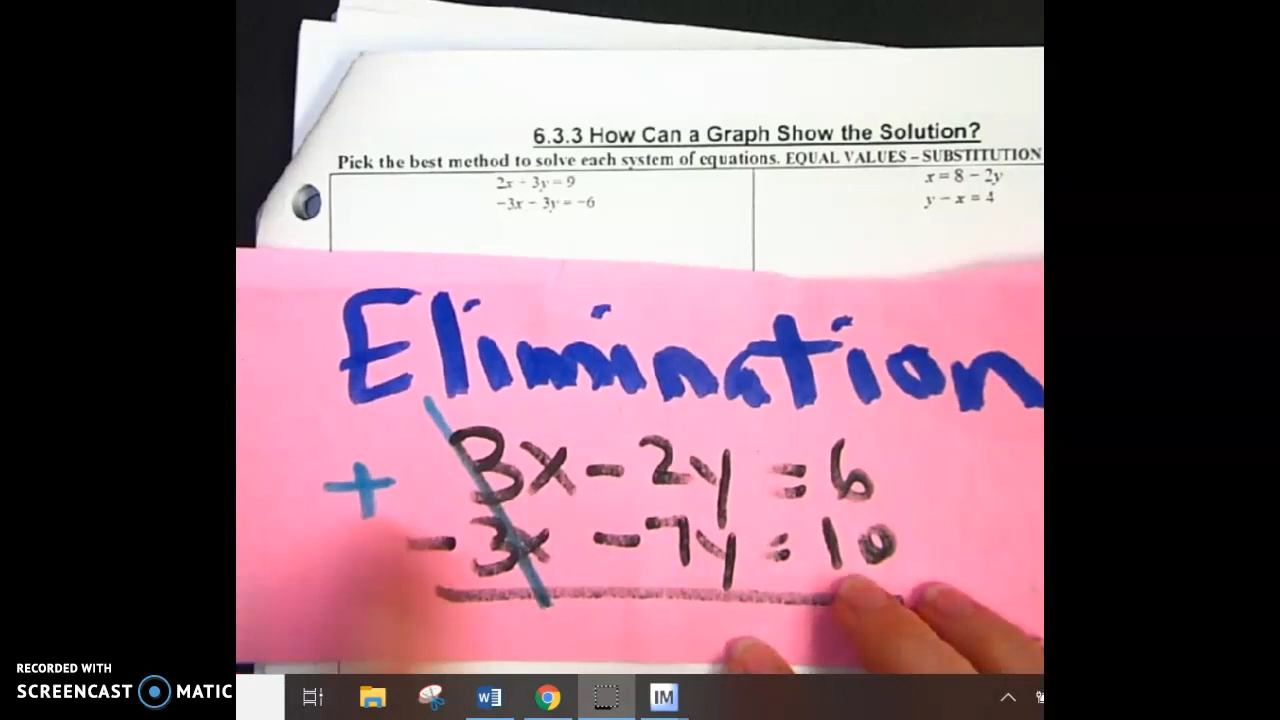 6.3.3 How Can a Graph Show the Solution?
Pick the best method to solve each system of equations. EQUAL VALUES – SUBSTITUTION
2x - 3y = 9
-3x - 3y = -6
x = 8 - 2y
y - x = 4
Elimination
+ 3x - 2y = 6
-3x - 7y = 10
RECORDED WITH
SCREENCAST MATIC
W
IM